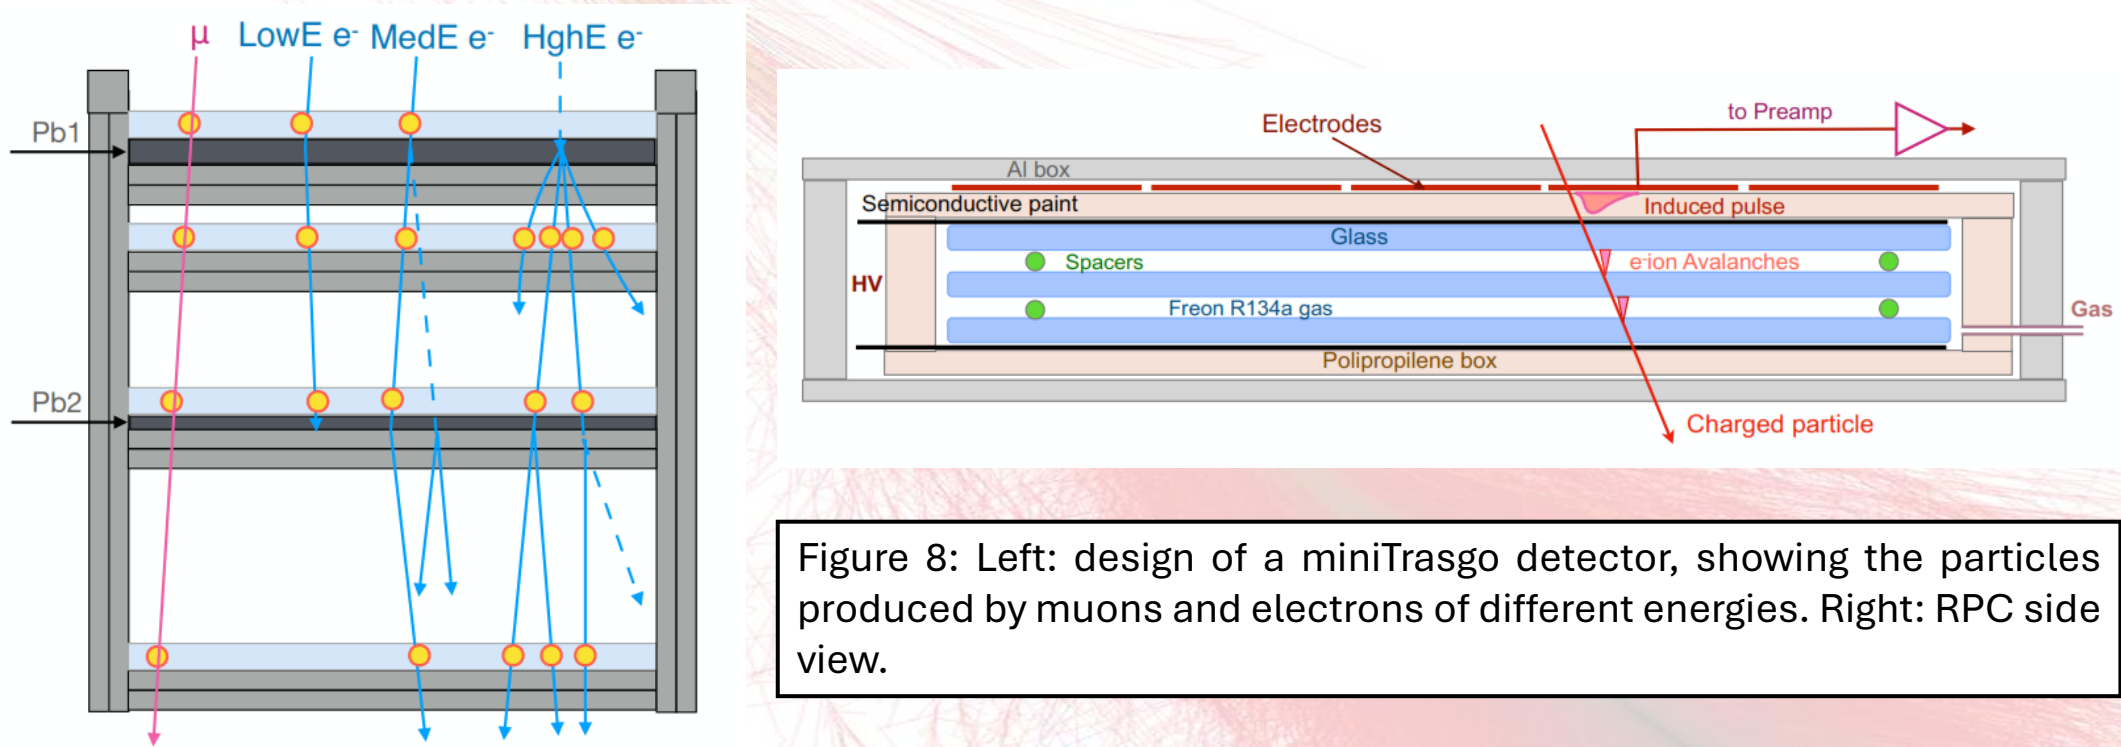 μ LowE e- MedE e- HghE e-
Pb1
Pb2
Electrodes
to Preamp
Al box
Semiconductive paint
Induced pulse
Glass
Spacers
e-ion Avalanches
HV
Freon R134a gas
Gas
Polipropilene box
Charged particle
Figure 8: Left: design of a miniTrasgo detector, showing the particles
produced by muons and electrons of different energies. Right: RPC side
view.